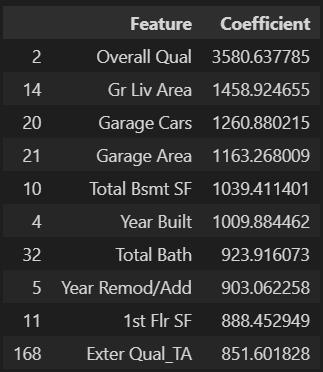 Feature Coefficient
2 Overall Qual 3580.637785
14 Gr Liv Area 1458.924655
20 Garage Cars 1260.880215
21 Garage Area 1163.268009
10 Total Bsmt SF 1039.411401
4 Year Built 1009.884462
32 Total Bath 923.916073
5 Year Remod/Add 903.062258
11 1st Flr SF 888.452949
168 Exter Qual_TA 851.601828